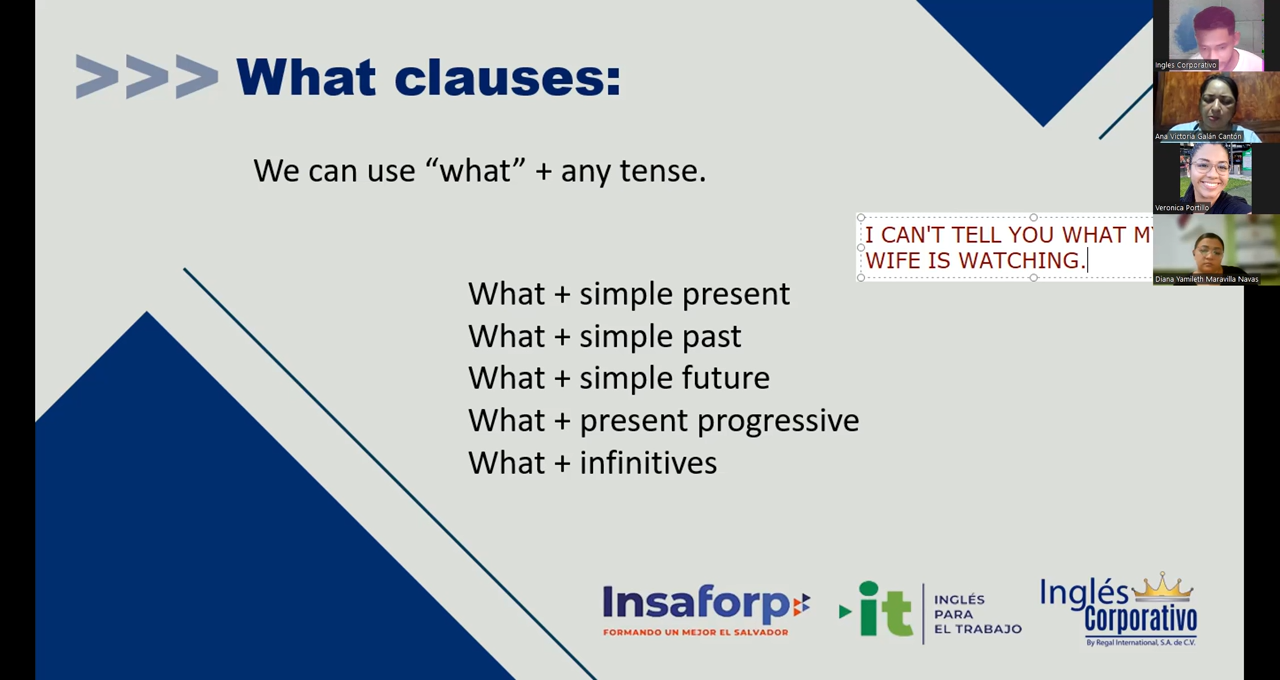 >>> What clauses:
We can use “what” + any tense.
I CAN'T TELL YOU WHAT
WIFE IS WATCHING.
What + simple present
What + simple past
What + simple future
What + present progressive
What + infinitives
Insaforp
FORMANDO UN MEJOR EL SALVADOR
it
INGLÉS
PARA
EL TRABAJO
Inglés
Corporativo
By Regal International, S.A. de C.V.
Ingles Corporativo
Ana Victoria Galán Cantón
Veronica Portillo
Diana Yamileth Maravilla Navas